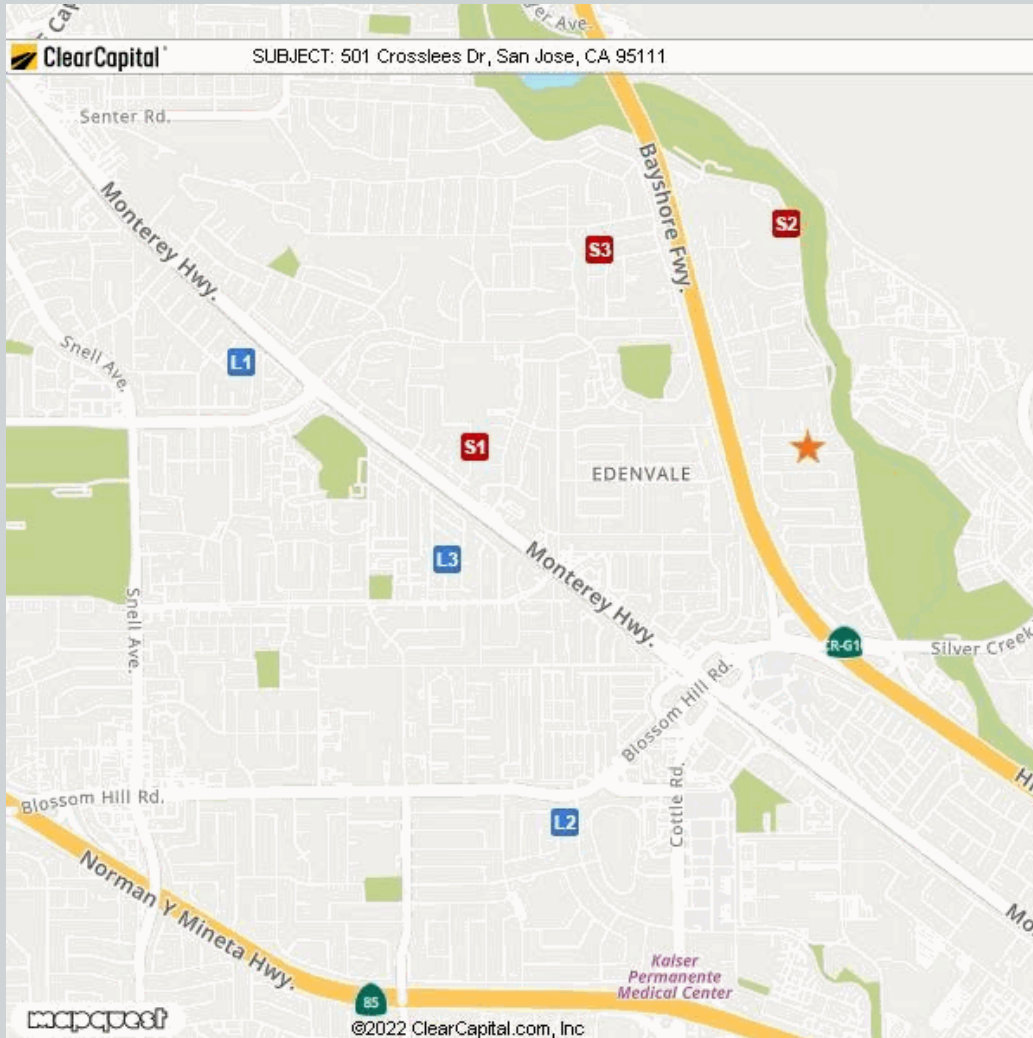 ger Ave.
ClearCapital
SUBJECT: 501 Crosslees Dr, San Jose, CA 95111
Senter Rd.
Monterey Hwy.
Bayshore Fwy.
S2
S3
Snell Ave.
L1
S1
EDENVALE
L3
Monterey Hwy.
Snell Ave.
CR-G1
Silver Creek
Blossom Hill Rd.
Blossom Hill Rd.
Cottle Rd.
L2
Norman Y Mineta Hwy.
Kaiser
Permanente
Medical Center
85
mapquest
©2022 ClearCapital.com, Inc